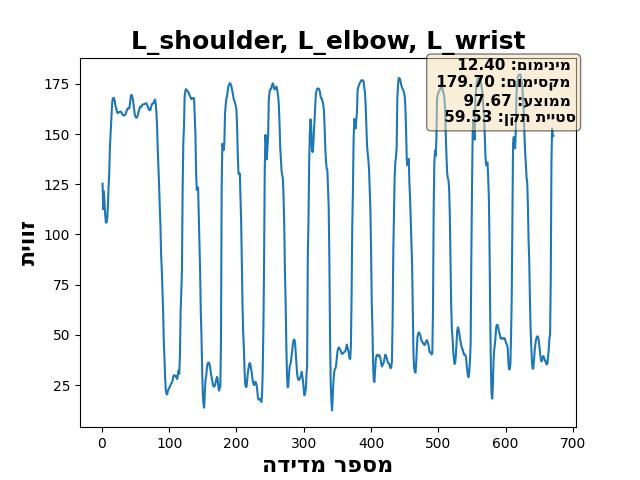 L_shoulder, L_elbow, L_wrist
מינימום: 12.40
מקסימום: 179.70
ממוצע: 97.67
סטיית תקן: 59.53
175
150
125
100
75
50
25
זווית
0 100 200 300 400 500 600 700
מספר מדידה